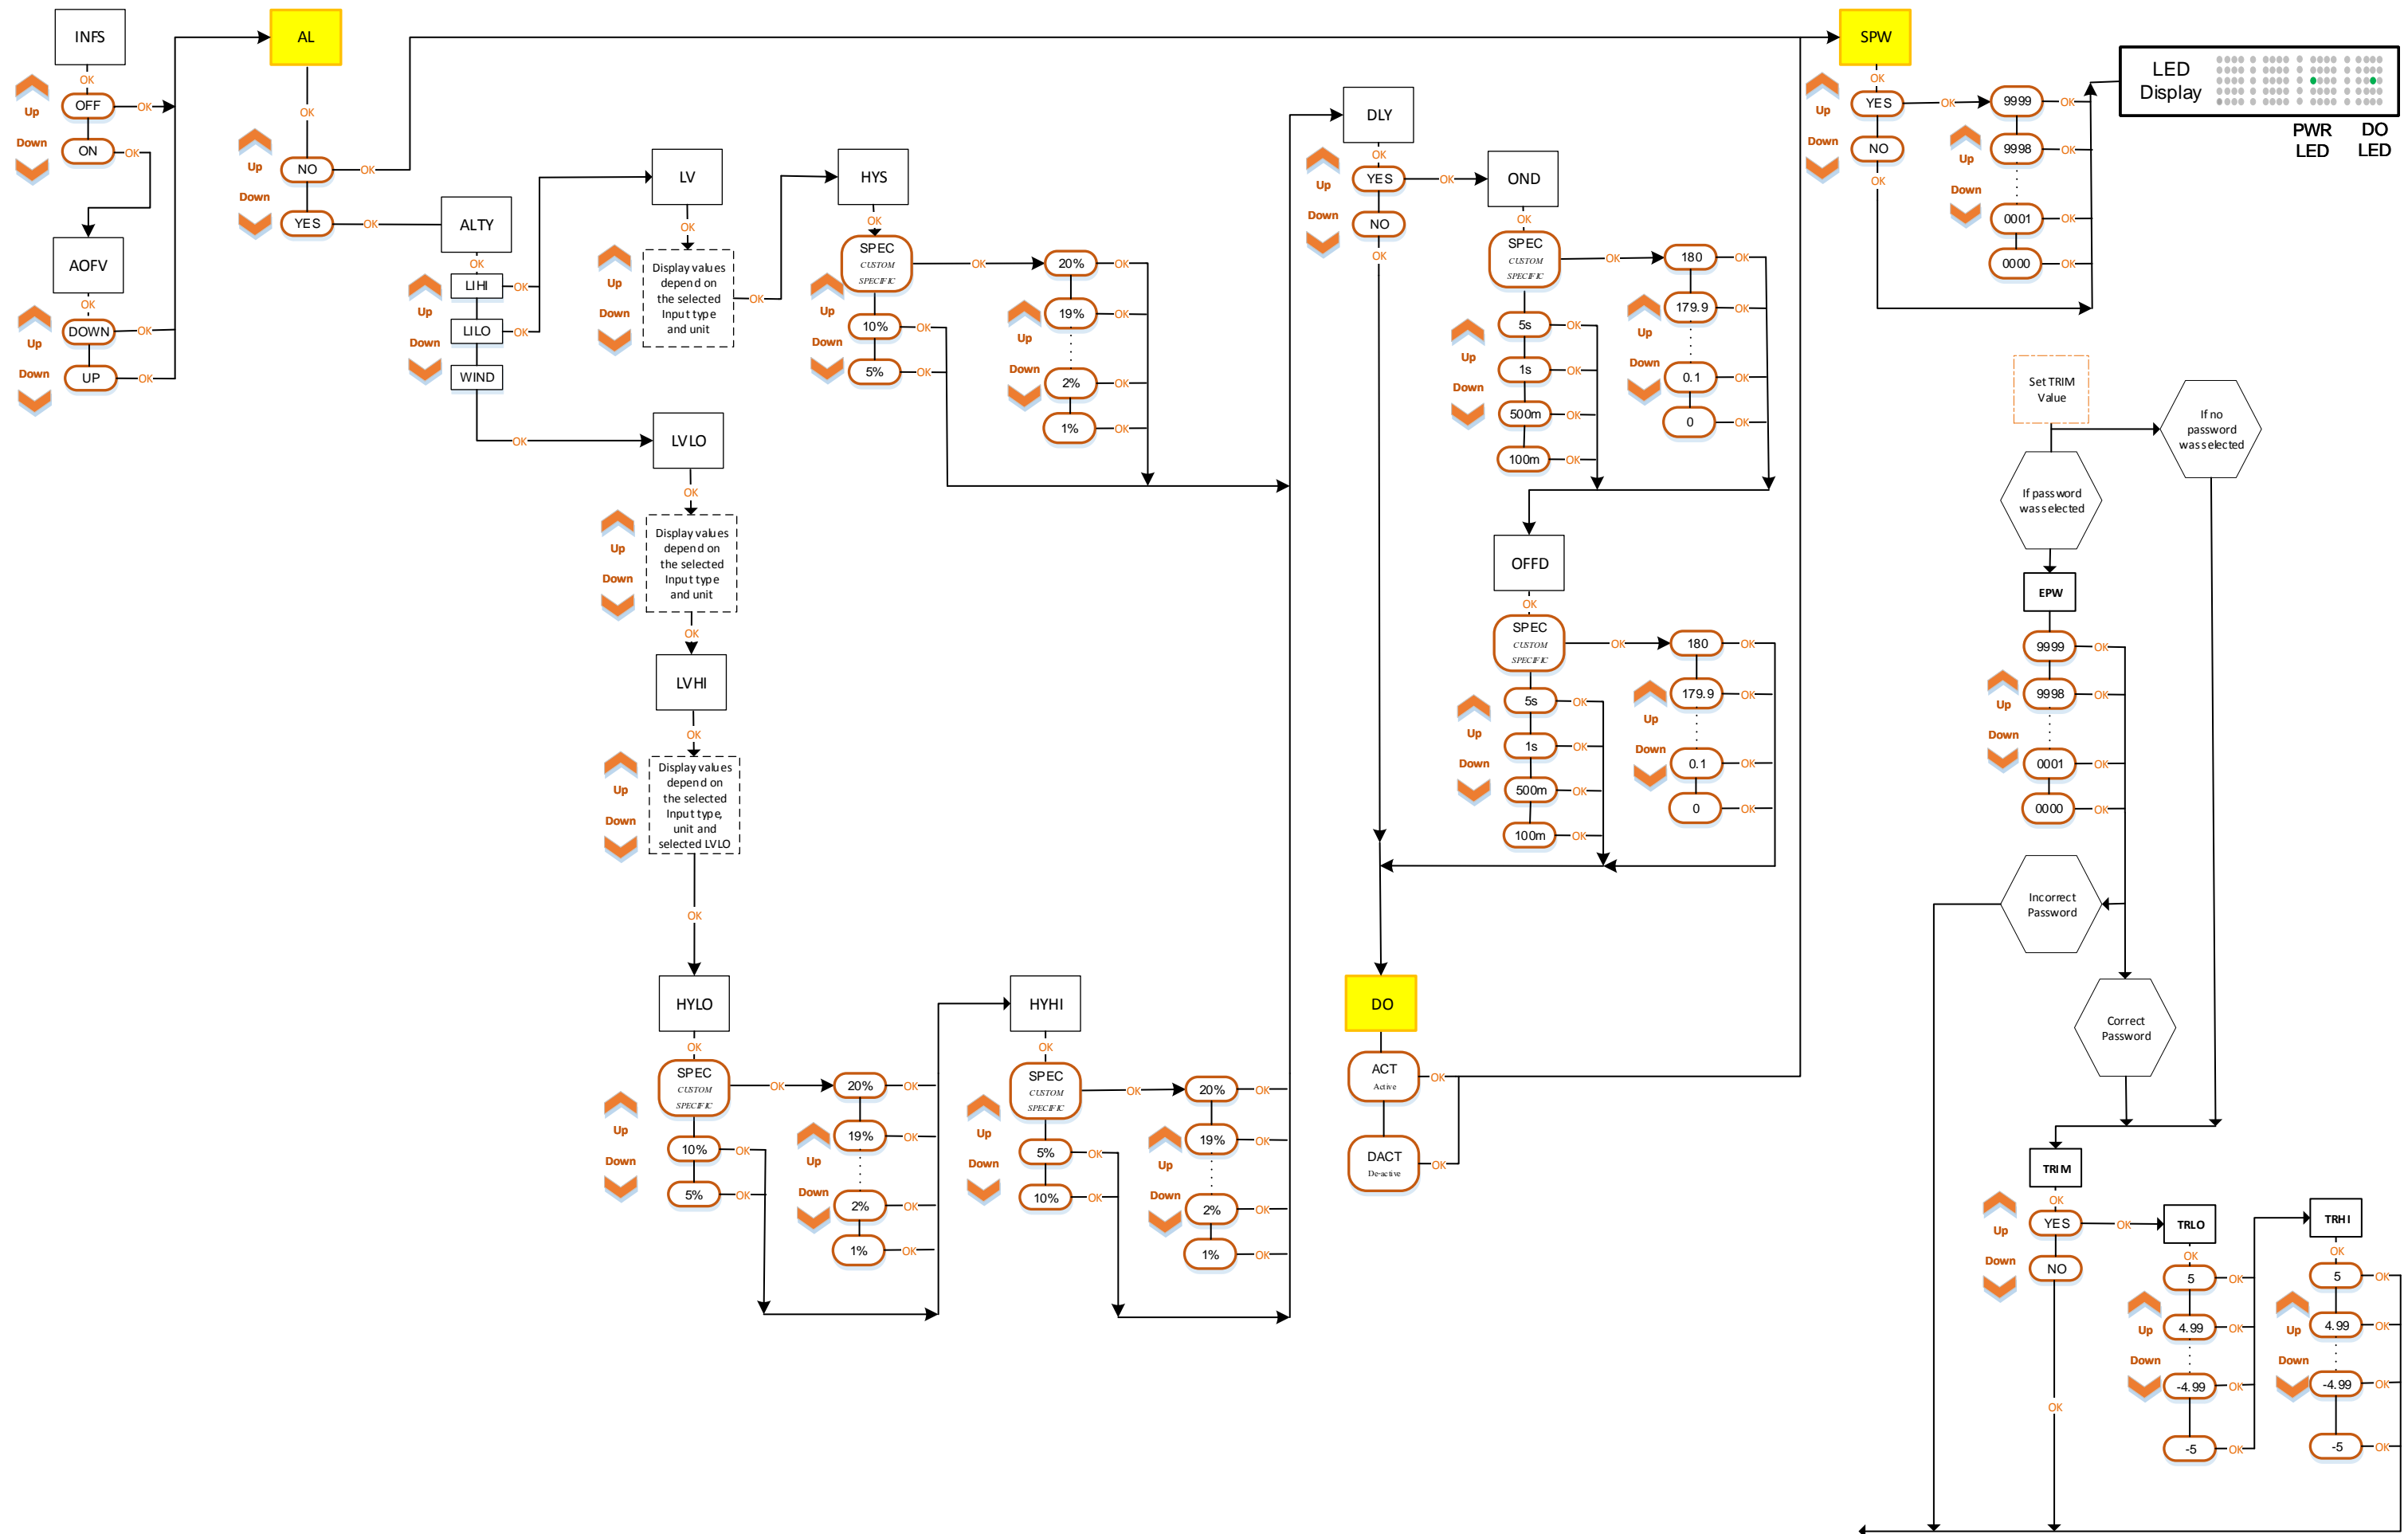 INFS
OK
Up
OFF
OK
Down
ON
OK
AOFV
OK
Up
DOWN
OK
Down
UP
OK
AL
OK
Up
NO
OK
Down
YES
OK
ALTY
OK
LIHI
OK
Up
LILO
OK
Down
WIND
OK
LV
OK
Up
Down
Display values
depend on
the selected
Input type
and unit
OK
HYS
OK
SPEC
CUSTOM
SPECIFIC
OK
Up
10%
OK
Down
5%
OK
20%
OK
19%
OK
Up
Down
2%
OK
1%
OK
LVLO
OK
Up
Down
Display values
depend on
the selected
Input type
and unit
OK
LVHI
OK
Up
Down
Display values
depend on
the selected
Input type,
unit and
selected LVLO
OK
HYLO
OK
SPEC
CUSTOM
SPECIFIC
OK
Up
10%
OK
Down
5%
OK
20%
OK
19%
OK
Up
Down
2%
OK
1%
OK
HYHI
OK
SPEC
CUSTOM
SPECIFIC
OK
Up
5%
OK
Down
10%
OK
20%
OK
19%
OK
Up
Down
2%
OK
1%
OK
DLY
OK
Up
YES
OK
Down
NO
OK
OND
OK
SPEC
CUSTOM
SPECIFIC
OK
5s
OK
Up
1s
OK
Down
500m
OK
100m
OK
180
OK
179.9
OK
Up
Down
0.1
OK
0
OK
OFFD
OK
SPEC
CUSTOM
SPECIFIC
OK
5s
OK
Up
1s
OK
Down
500m
OK
100m
OK
180
OK
179.9
OK
Up
Down
0.1
OK
0
OK
DO
ACT
Active
OK
DACT
De-active
OK
SPW
OK
Up
YES
OK
Down
NO
OK
9999
OK
9998
OK
Up
Down
0001
OK
0000
OK
LED
Display
PWR
LED
DO
LED
Set TRIM
Value
If no
password
was selected
If password
was selected
EPW
9999
OK
9998
OK
Up
Down
0001
OK
0000
OK
Incorrect
Password
Correct
Password
TRIM
OK
Up
YES
OK
Down
NO
OK
TRLO
OK
5
OK
4.99
OK
Up
Down
-4.99
OK
-5
OK
TRHI
OK
5
OK
4.99
OK
Up
Down
-4.99
OK
-5
OK